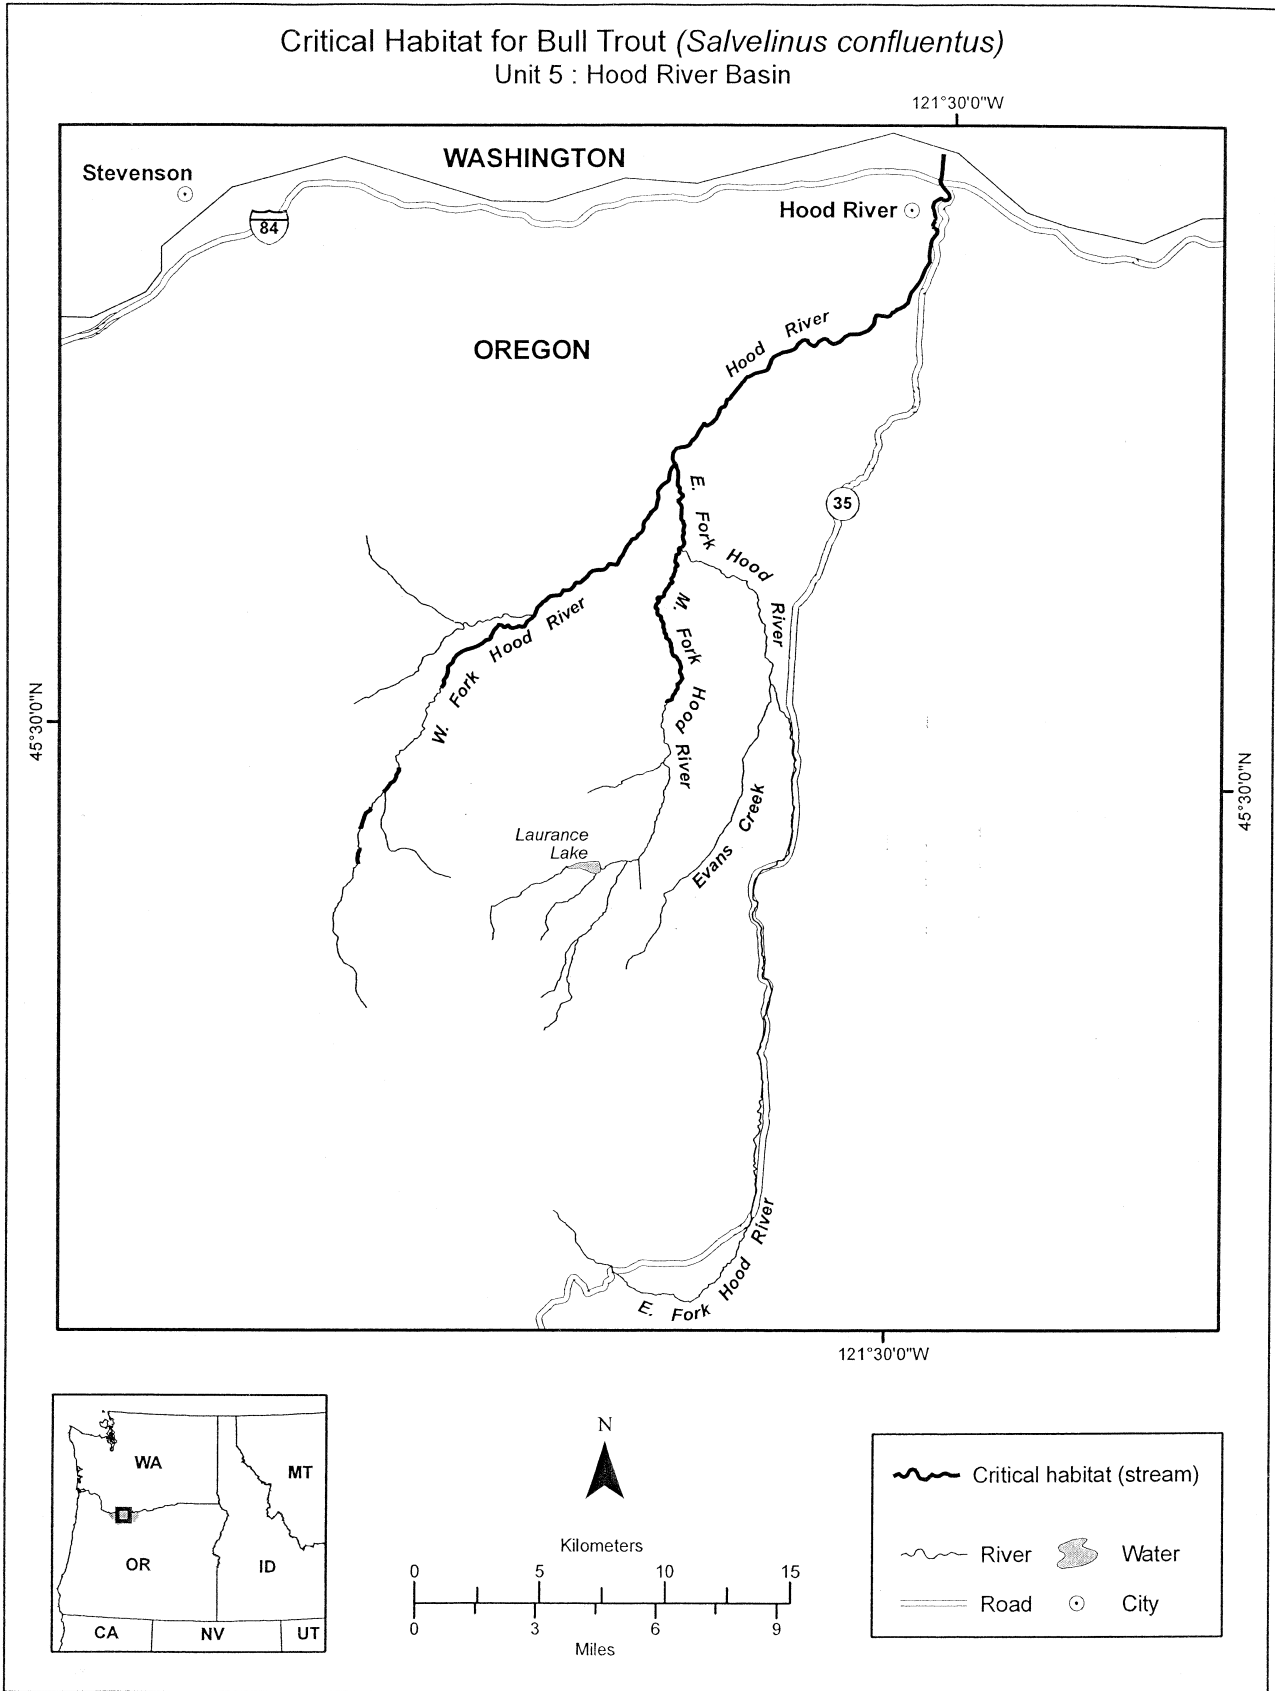 Critical Habitat for Bull Trout (Salvelinus confluentus)
Unit 5 : Hood River Basin
121°30'0"W
WASHINGTON
Stevenson
84
Hood River
OREGON
Hood River
E. Fork Hood River
35
M. Fork Hood River
W. Fork Hood River
45°30'0"N
45°30'0"N
Laurance
Lake
Evans Creek
E. Fork Hood River
121°30'0"W
WA
MT
OR
ID
CA
NV
UT
N
Kilometers
0 5 10 15
0 3 6 9
Miles
Critical habitat (stream)
River
Water
Road
City